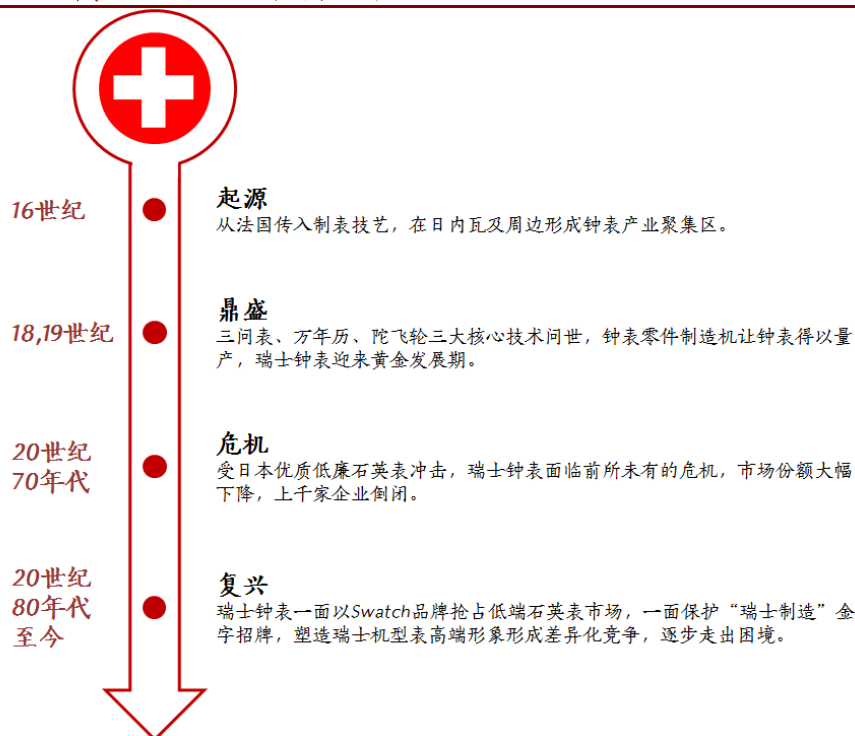 16世纪
起源
从法国传入制表技艺，在日内瓦及周边形成钟表产业聚集区。
18,19世纪
鼎盛
三问表、万年历、陀飞轮三大核心技术问世，钟表零件制造机让钟表得以量
产，瑞士钟表迎来黄金发展期。
20世纪
70年代
危机
受日本优质低廉石英表冲击，瑞士钟表面临前所未有的危机，市场份额大幅
下降，上千家企业倒闭。
20世纪
80年代
至今
复兴
瑞士钟表一面以Swatch品牌抢占低端石英表市场，一面保护“瑞士制造”金
字招牌，塑造瑞士机型表高端形象形成差异化竞争，逐步走出困境。